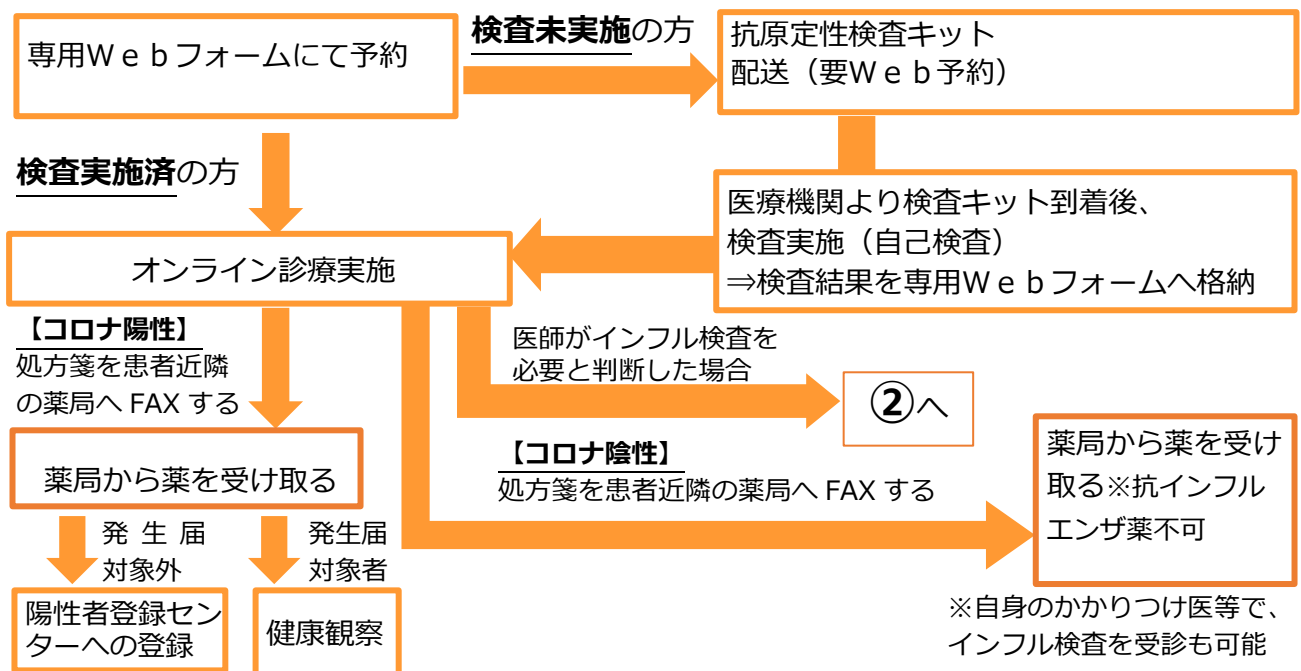 専用Ｗｅｂフォームにて予約
検査未実施の方
抗原定性検査キット
配送（要Ｗｅｂ予約）
検査実施済の方
医療機関より検査キット到着後、
検査実施（自己検査）
⇒検査結果を専用Ｗｅｂフォームへ格納
オンライン診療実施
【コロナ陽性】
処方箋を患者近隣
の薬局へ FAX する
医師がインフル検査を
必要と判断した場合
②へ
【コロナ陰性】
処方箋を患者近隣の薬局へ FAX する
薬局から薬を受け
取る※抗インフル
エンザ薬不可
薬局から薬を受け取る
発 生 届
対象外
発生届
対象者
陽性者登録セン
ターへの登録
健康観察
※自身のかかりつけ医等で、
インフル検査を受診も可能